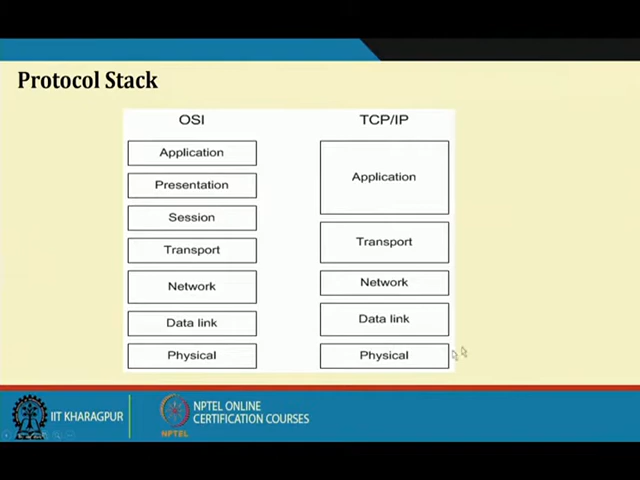 Protocol Stack
OSI
TCP/IP
Application
Presentation
Session
Transport
Network
Data link
Physical
Application
Transport
Network
Data link
Physical
IIT KHARAGPUR
NPTEL
NPTEL ONLINE
CERTIFICATION COURSES